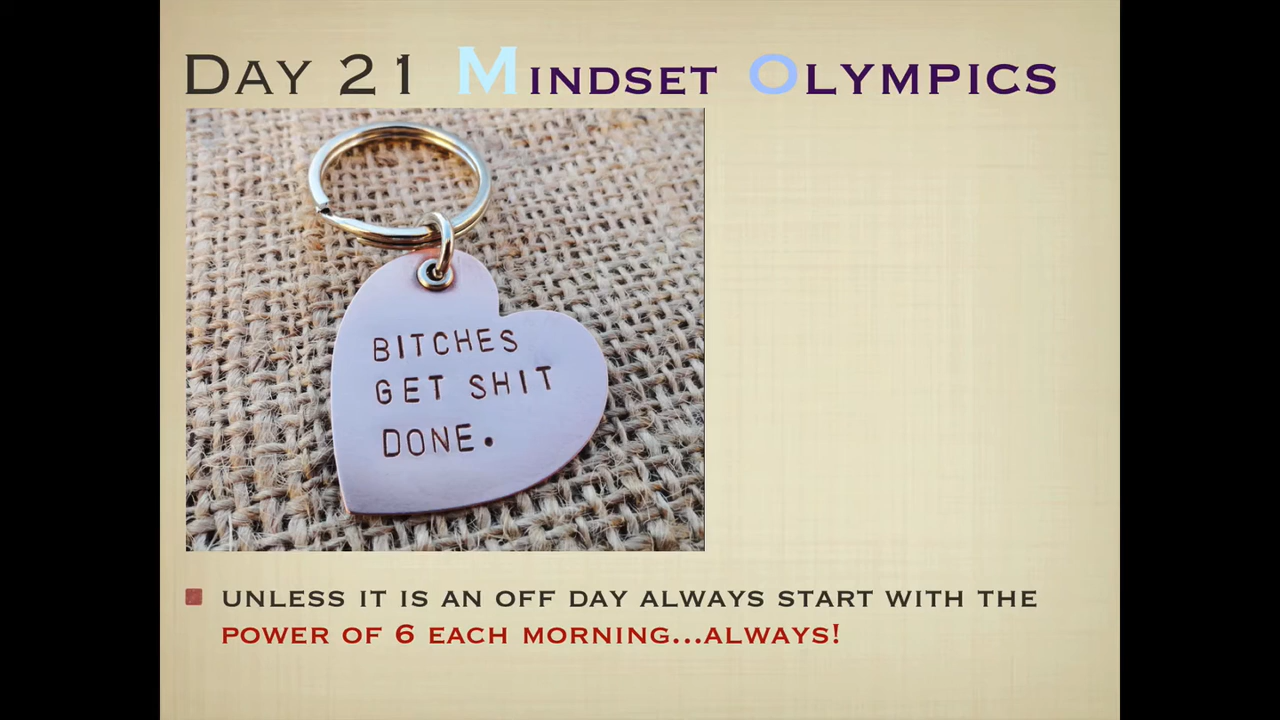 DAY 21 MINDSET OLYMPICS
BITCHES
GET SHIT
DONE.
UNLESS IT IS AN OFF DAY ALWAYS START WITH THE
POWER OF 6 EACH MORNING...ALWAYS!